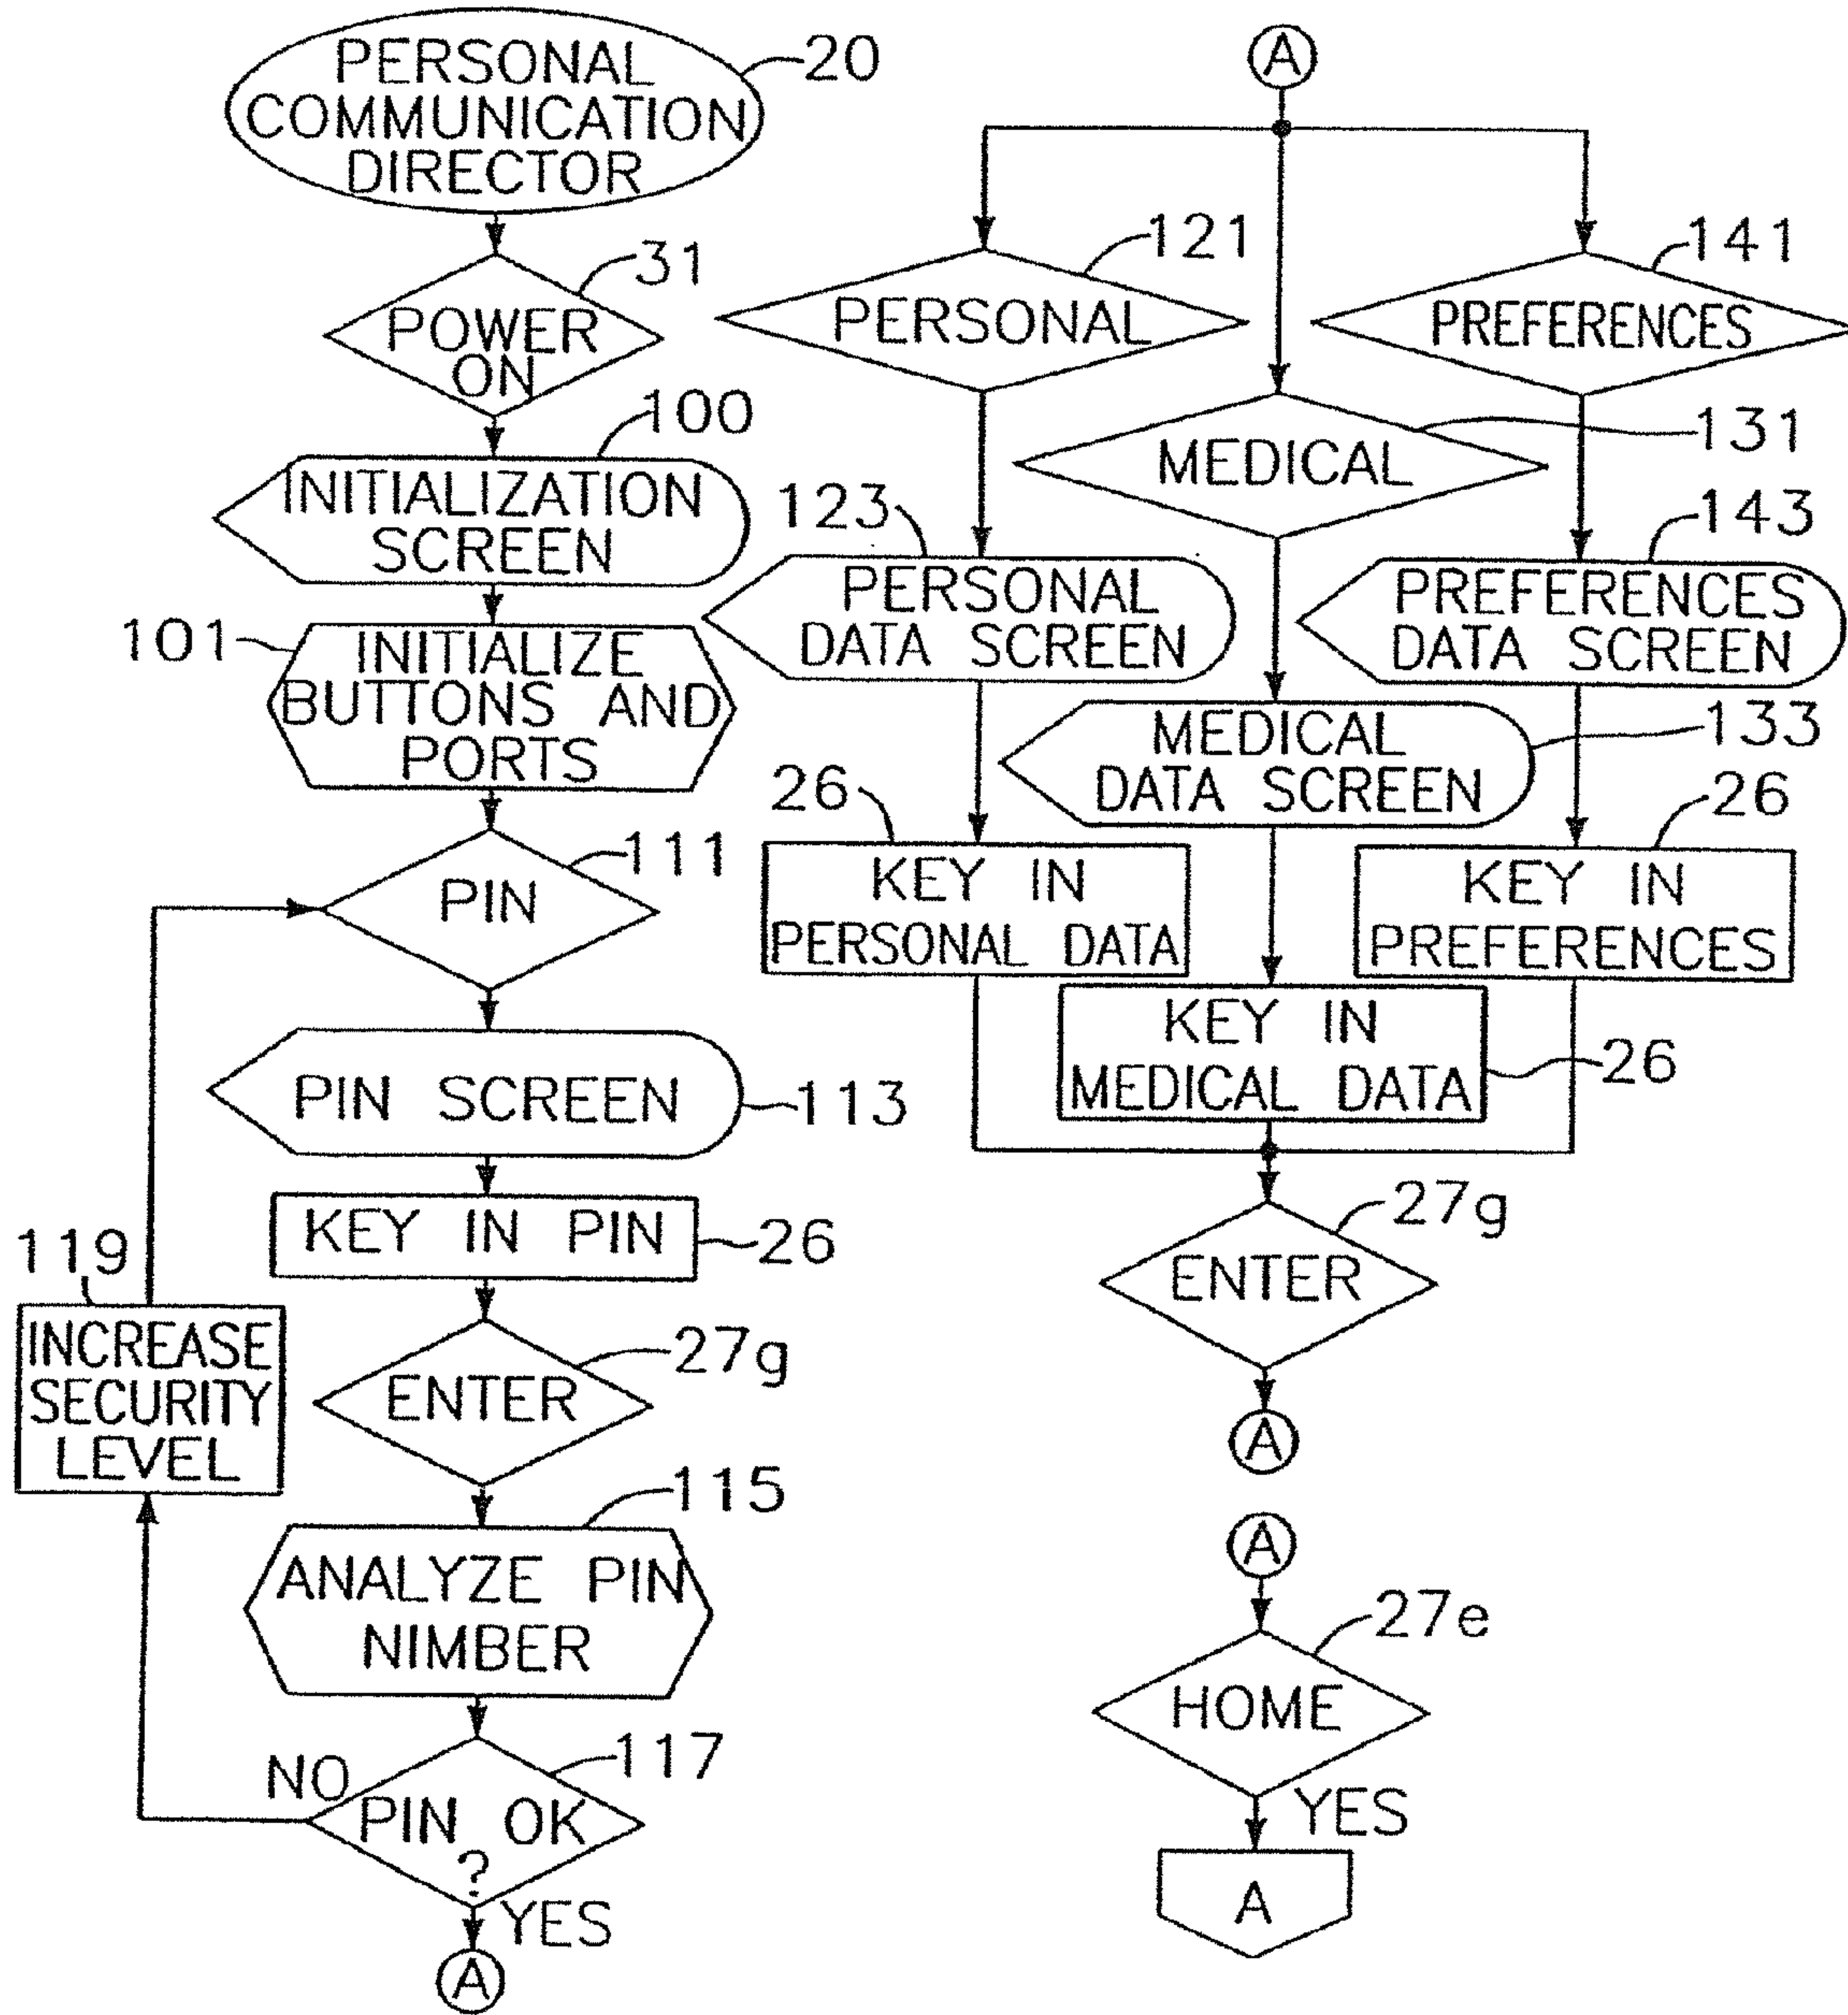 PERSONAL
COMMUNICATION
DIRECTOR
20
POWER
ON
31
100
INITIALIZATION
SCREEN
101
INITIALIZE
BUTTONS AND
PORTS
111
PIN
PIN SCREEN
113
KEY IN PIN
26
119
INCREASE
SECURITY
LEVEL
27g
ENTER
115
ANALYZE PIN
NIMBER
117
NO
PIN OK
?
YES
A
A
121
PERSONAL
141
PREFERENCES
131
MEDICAL
123
PERSONAL
DATA SCREEN
143
PREFERENCES
DATA SCREEN
133
MEDICAL
DATA SCREEN
26
KEY IN
PERSONAL DATA
26
KEY IN
PREFERENCES
KEY IN
MEDICAL DATA
26
27g
ENTER
A
A
27e
HOME
YES
A